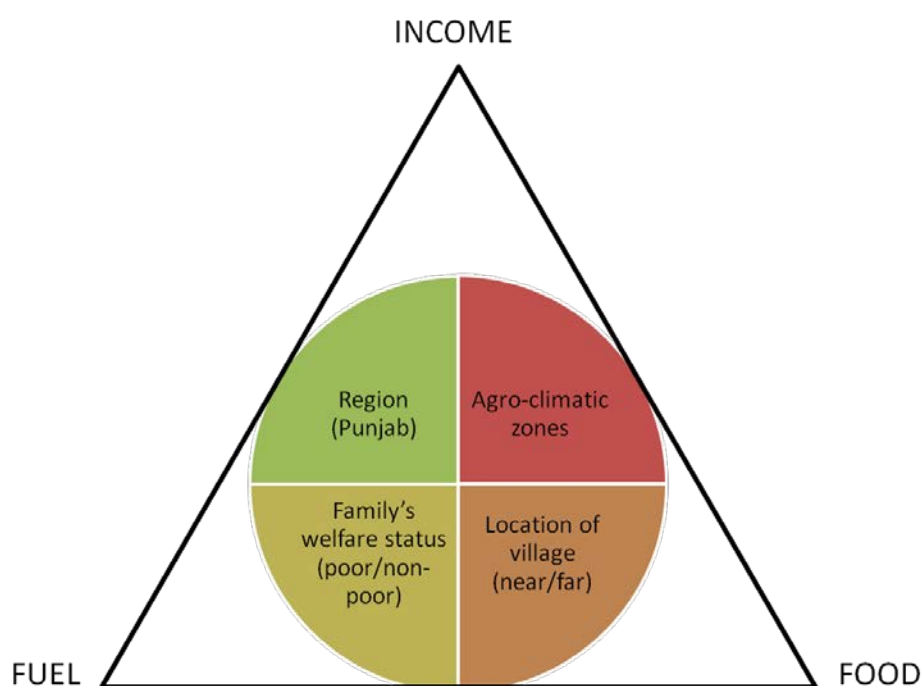 INCOME
Region
(Punjab)
Agro-climatic
zones
Family's
welfare status
(poor/non-
poor)
Location of
village
(near/far)
FUEL
FOOD